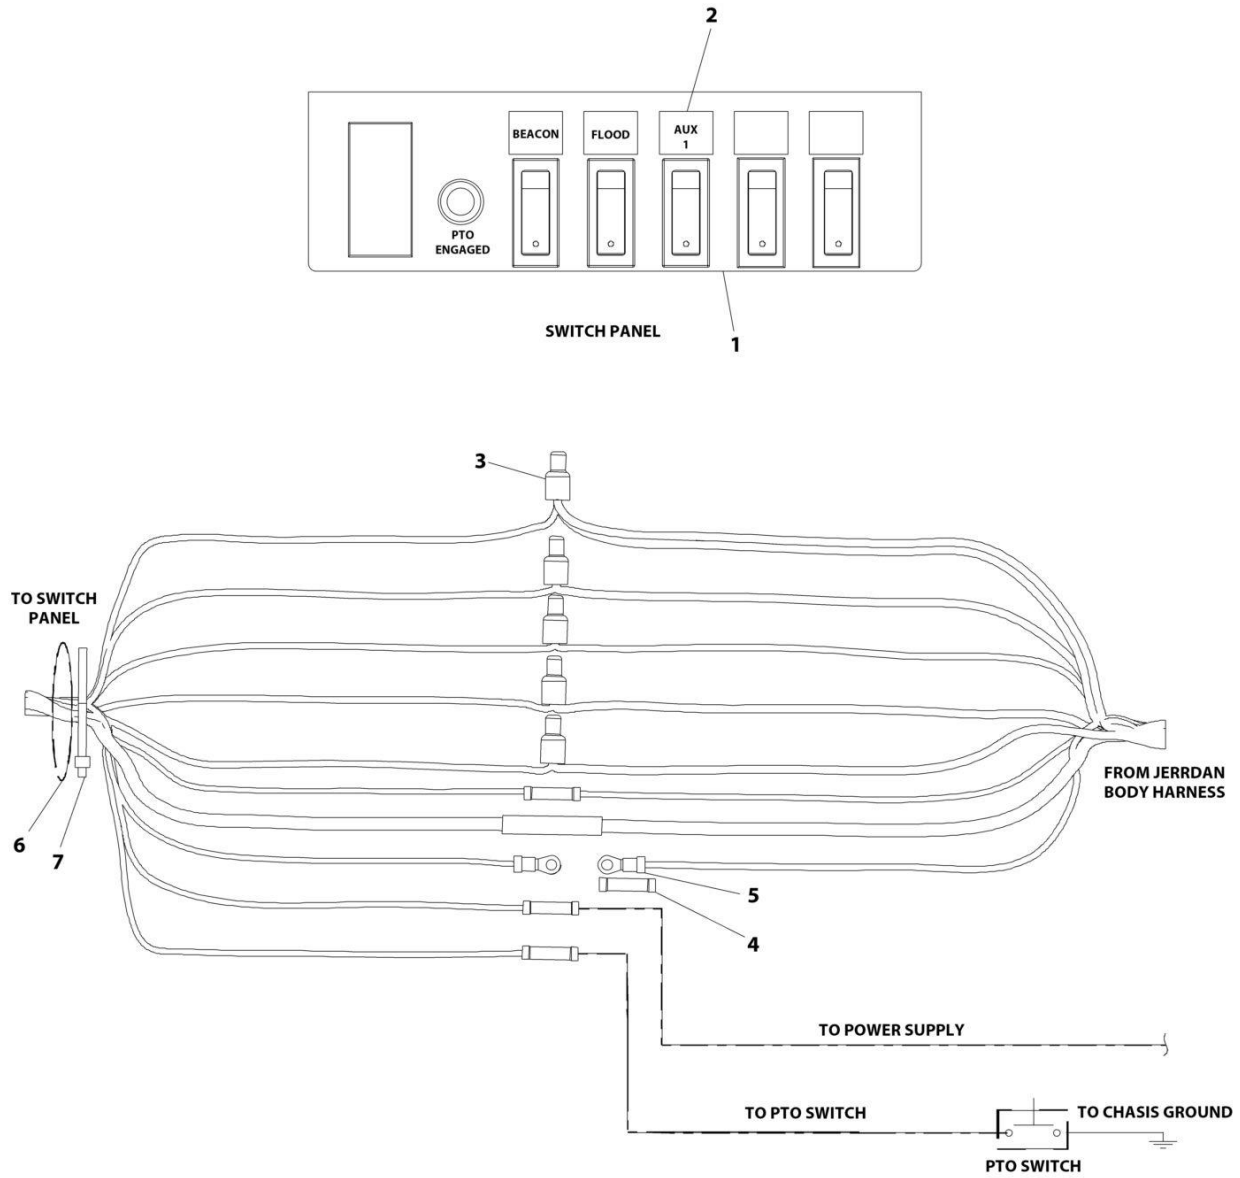 2
BEACON
FLOOD
AUX
1
PTO
ENGAGED
SWITCH PANEL
1
3
TO SWITCH
PANEL
FROM JERRDAN
BODY HARNESS
6
7
5
4
TO POWER SUPPLY
TO PTO SWITCH
TO CHASIS GROUND
PTO SWITCH